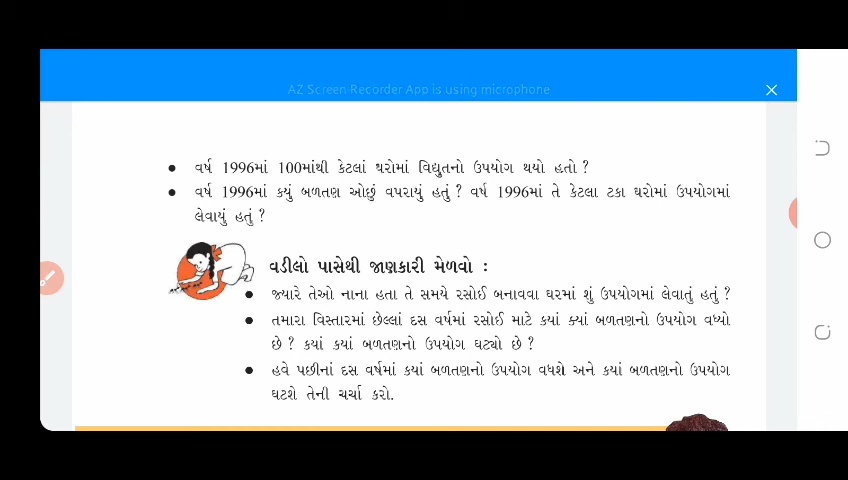 AZ Screen Recorder App is using microphone
• વર્ષ 1996માં 100માંથી કેટલાં ઘરોમાં વિદ્યુતનો ઉપયોગ થયો હતો ?
• વર્ષ 1996માં કયું બળતણ ઓછું વપરાયું હતું ? વર્ષ 1996માં તે કેટલા ટકા ઘરોમાં ઉપયોગમાં
લેવાયું હતું ?
વડીલો પાસેથી જાણકારી મેળવો :
• જ્યારે તેઓ નાના હતા તે સમયે રસોઈ બનાવવા ઘરમાં શું ઉપયોગમાં લેવાતું હતું ?
• તમારા વિસ્તારમાં છેલ્લાં દસ વર્ષમાં રસોઈ માટે કયાં ક્યાં બળતણનો ઉપયોગ વધ્યો
છે ? કયાં કયાં બળતણનો ઉપયોગ ઘટ્યો છે ?
• હવે પછીનાં દસ વર્ષમાં કયાં બળતણનો ઉપયોગ વધશે અને કયાં બળતણનો ઉપયોગ
ઘટશે તેની ચર્ચા કરો.